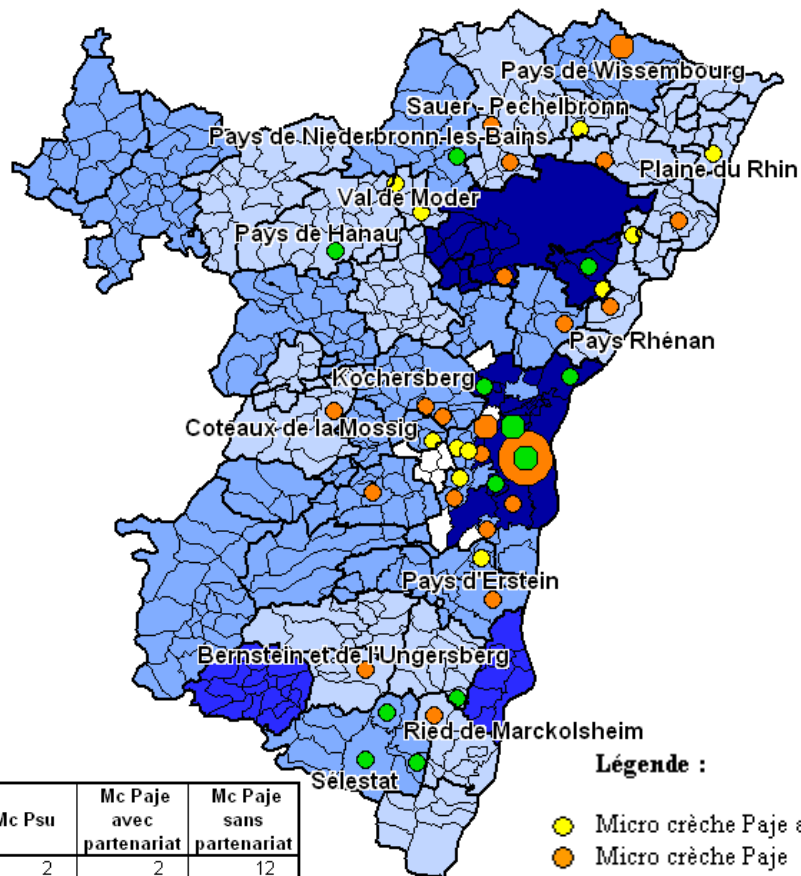 Pays de Wissembourg
Sauer - Pechelbronn
Pays de Niederbronn-les-Bains
Plaine du Rhin
Val de Moder
Pays de Hanau
Pays Rhénan
Kochersberg
Coteaux de la Mossig
Pays d'Erstein
Bernstein et de l'Ungersberg
Ried de Marckolsheim
Sélestat
Légende :
Mc Psu
Mc Paje avec partenariat
Mc Paje sans partenariat
2 2 12
Micro crèche Paje a
Micro crèche Paje